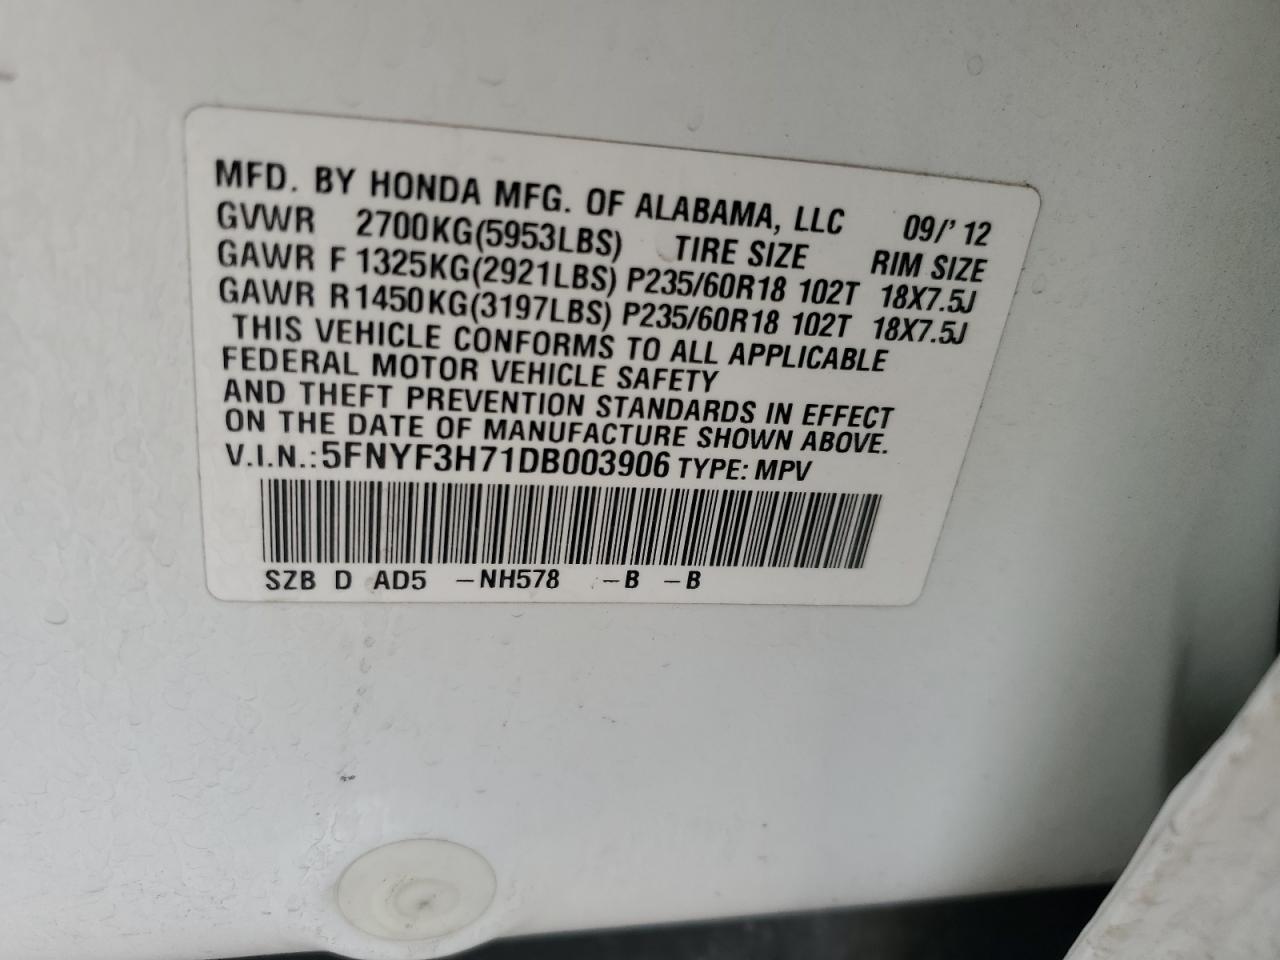 MFD. BY HONDA MFG. OF ALABAMA, LLC 09/'12
GVWR 2700KG(5953LBS) TIRE SIZE RIM SIZE
GAWR F 1325KG(2921LBS) P235/60R18 102T 18X7.5J
GAWR R 1450KG(3197LBS) P235/60R18 102T 18X7.5J
THIS VEHICLE CONFORMS TO ALL APPLICABLE
FEDERAL MOTOR VEHICLE SAFETY
AND THEFT PREVENTION STANDARDS IN EFFECT
ON THE DATE OF MANUFACTURE SHOWN ABOVE.
V.I.N.: 5FNYF3H71DB003906 TYPE: MPV
SZB D AD5 -NH578 -B -B